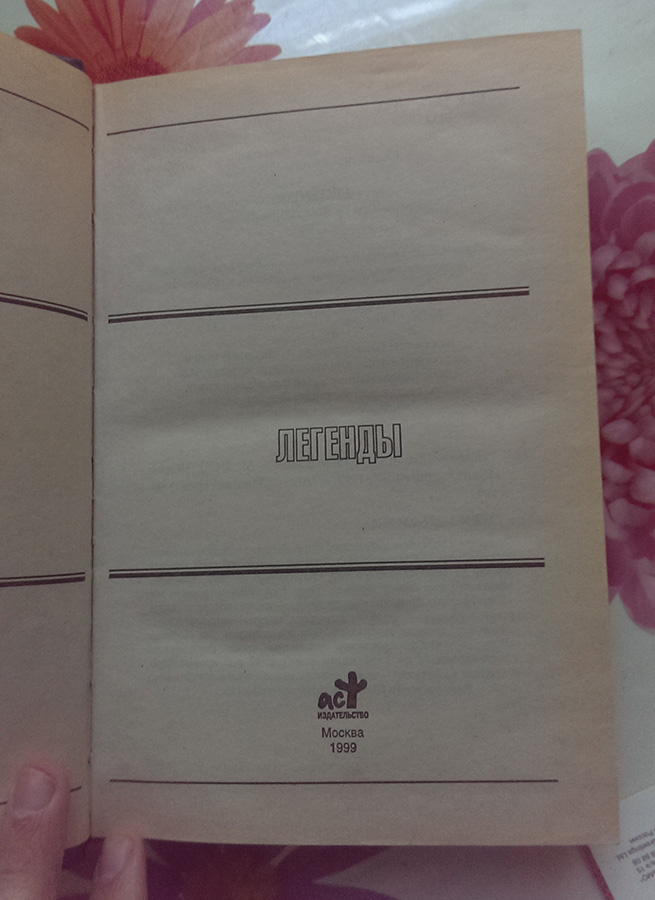 ЛЕГЕНДЫ
аст
ИЗДАТЕЛЬСТВО
Москва
1999